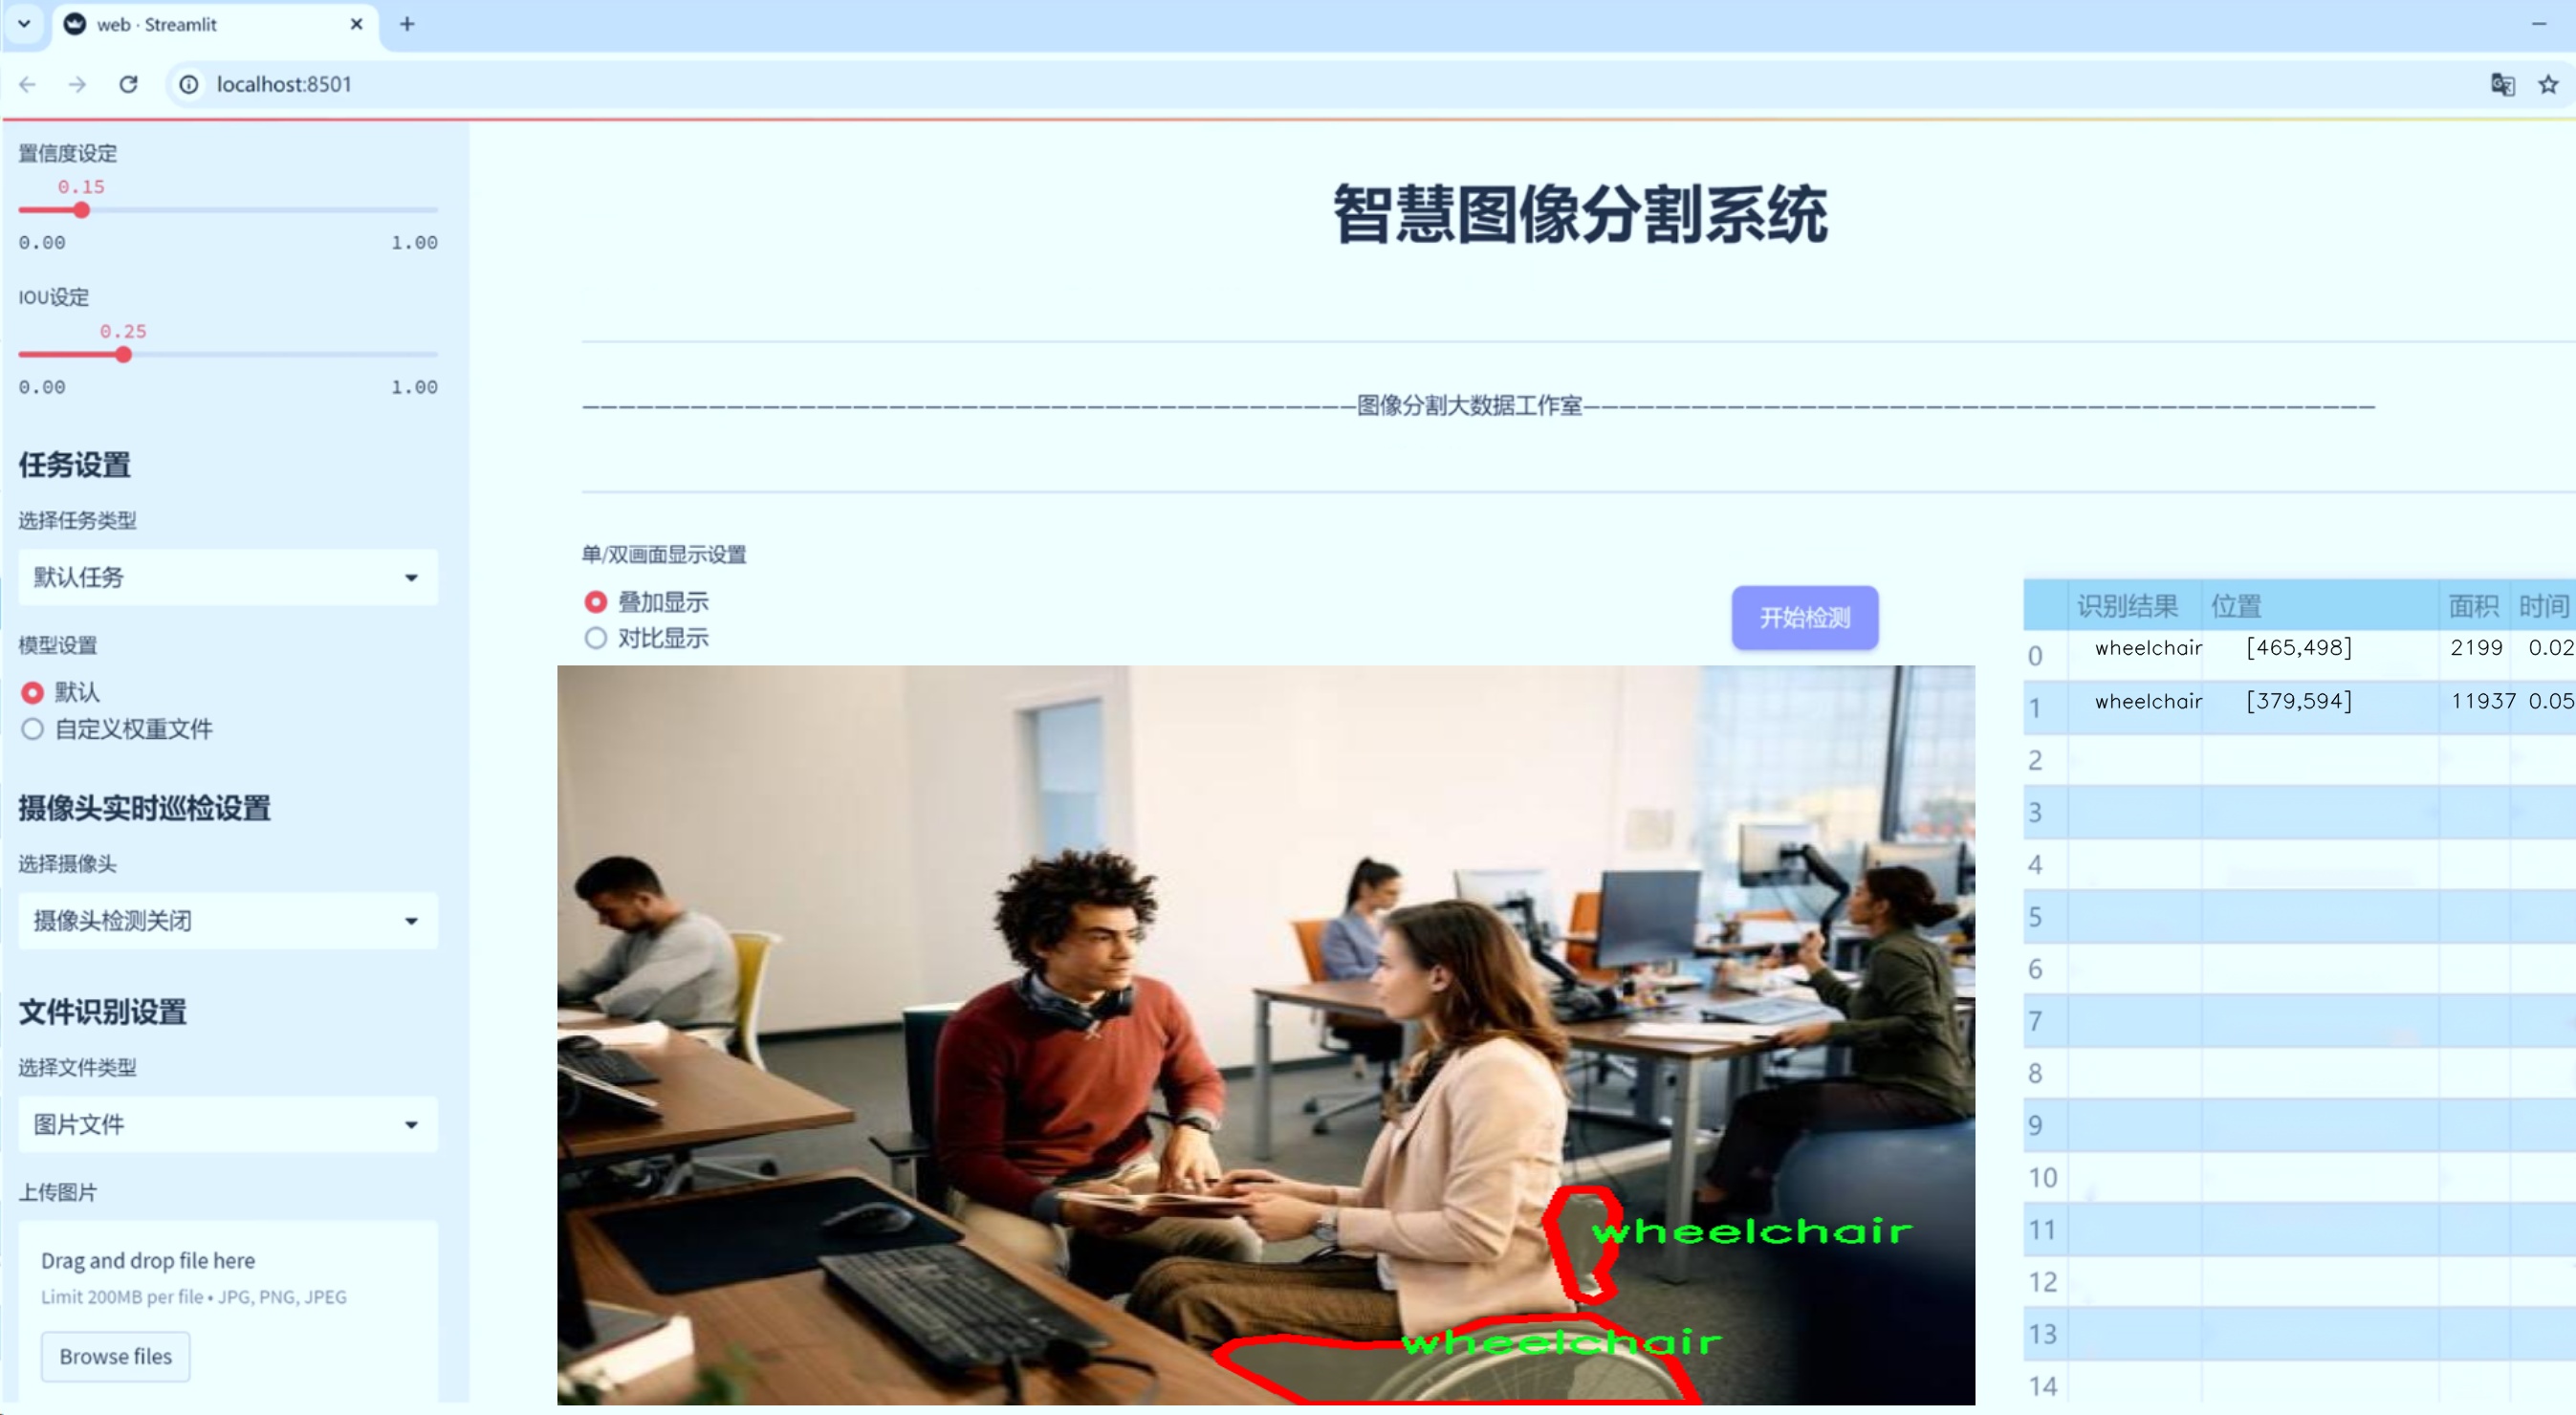 web · Streamlit
localhost:8501
置信度设定
0.15
0.00 1.00
IOU设定
0.25
0.00 1.00
任务设置
选择任务类型
默认任务
模型设置
默认
自定义权重文件
摄像头实时巡检设置
选择摄像头
摄像头检测关闭
文件识别设置
选择文件类型
图片文件
上传图片
Drag and drop file here
Limit 200MB per file • JPG, PNG, JPEG
Browse files
智慧图像分割系统
———————————————————————————————————————————图像分割大数据工作室————————————————————————————————————————————
单/双画面显示设置
叠加显示
对比显示
开始检测
wheelchair
wheelchair
识别结果 位置 面积 时间
0 wheelchair [465,498] 2199 0.02
1 wheelchair [379,594] 11937 0.05
2
3
4
5
6
7
8
9
10
11
12
13
14